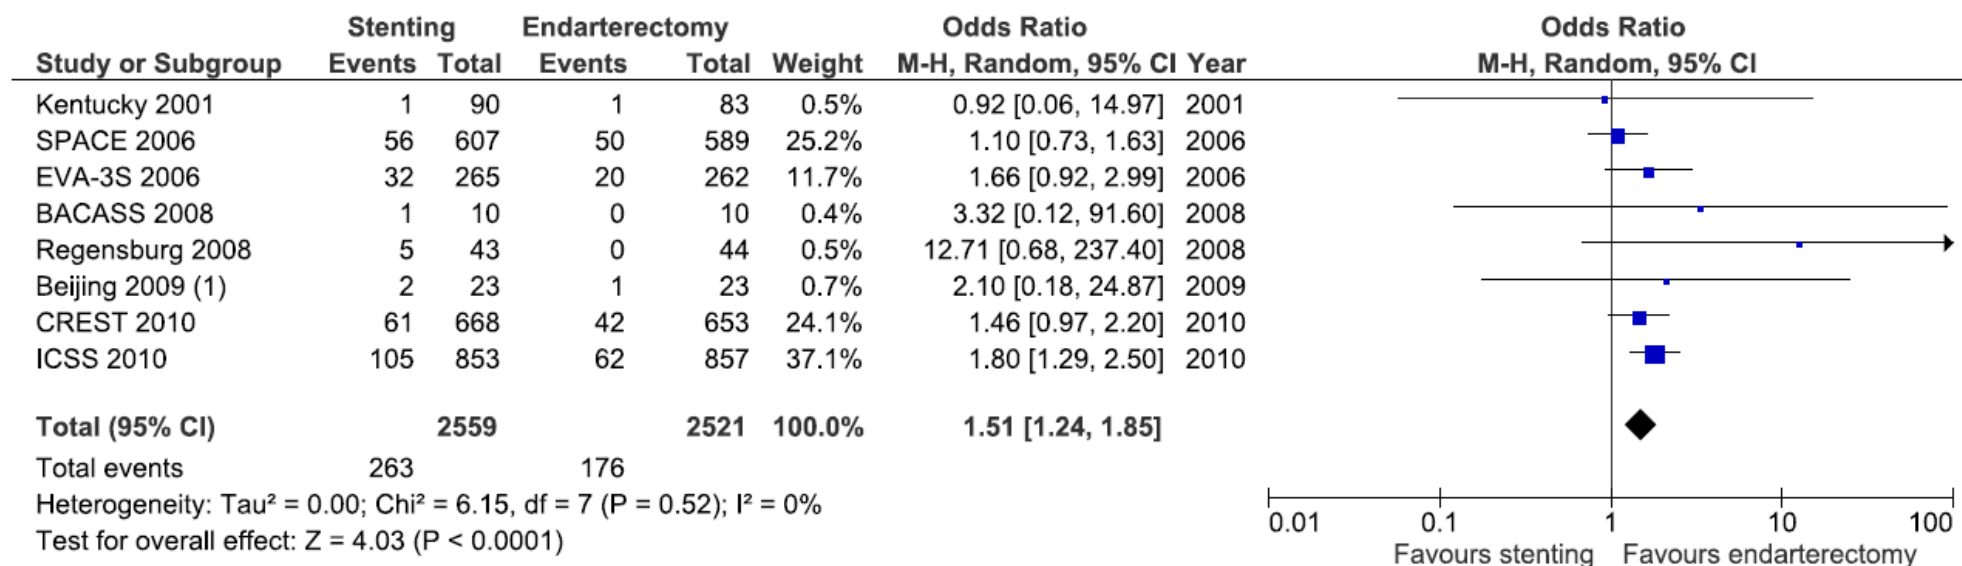 Stenting Endarterectomy Odds Ratio Odds Ratio
Study or Subgroup Events Total Events Total Weight M-H, Random, 95% CI Year M-H, Random, 95% CI
Kentucky 2001 1 90 1 83 0.5% 0.92 [0.06, 14.97] 2001
SPACE 2006 56 607 50 589 25.2% 1.10 [0.73, 1.63] 2006
EVA-3S 2006 32 265 20 262 11.7% 1.66 [0.92, 2.99] 2006
BACASS 2008 1 10 0 10 0.4% 3.32 [0.12, 91.60] 2008
Regensburg 2008 5 43 0 44 0.5% 12.71 [0.68, 237.40] 2008
Beijing 2009 (1) 2 23 1 23 0.7% 2.10 [0.18, 24.87] 2009
CREST 2010 61 668 42 653 24.1% 1.46 [0.97, 2.20] 2010
ICSS 2010 105 853 62 857 37.1% 1.80 [1.29, 2.50] 2010
Total (95% CI) 2559 2521 100.0% 1.51 [1.24, 1.85]
Total events 263 176
Heterogeneity: Tau² = 0.00; Chi² = 6.15, df = 7 (P = 0.52); I² = 0%
Test for overall effect: Z = 4.03 (P < 0.0001)
0.01 0.1 1 10 100
Favours stenting Favours endarterectomy